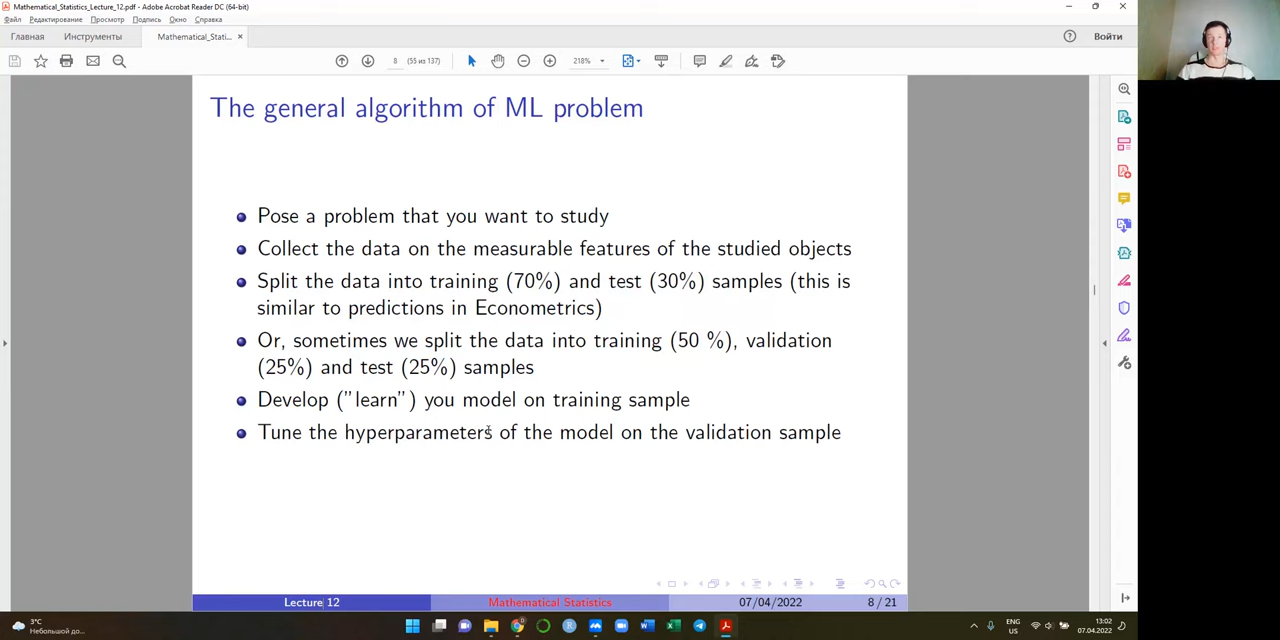 Mathematical_Statistics_Lecture_12.pdf - Adobe Acrobat Reader DC (64-bit)
Файл Редактирование Просмотр Подпись Окно Справка
Главная Инструменты Mathematical_Stati... × Войти
8 (55 из 137) 218%
The general algorithm of ML problem
Pose a problem that you want to study
Collect the data on the measurable features of the studied objects
Split the data into training (70%) and test (30%) samples (this is
similar to predictions in Econometrics)
Or, sometimes we split the data into training (50 %), validation
(25%) and test (25%) samples
Develop ("learn") you model on training sample
Tune the hyperparameters of the model on the validation sample
Lecture 12 Mathematical Statistics 07/04/2022 8 / 21
3°C
Небольшой до...
ENG
US
13:02
07.04.2022